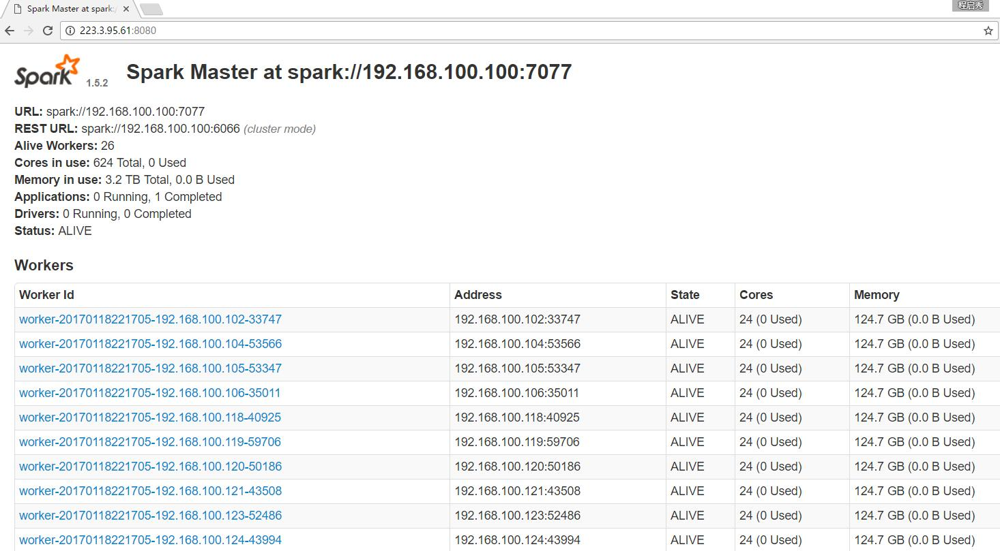 Spark Master at spark:/
程启秀
223.3.95.61:8080
Spark 1.5.2 Spark Master at spark://192.168.100.100:7077
URL: spark://192.168.100.100:7077
REST URL: spark://192.168.100.100:6066 (cluster mode)
Alive Workers: 26
Cores in use: 624 Total, 0 Used
Memory in use: 3.2 TB Total, 0.0 B Used
Applications: 0 Running, 1 Completed
Drivers: 0 Running, 0 Completed
Status: ALIVE
Workers
Worker Id Address State Cores Memory
worker-20170118221705-192.168.100.102-33747 192.168.100.102:33747 ALIVE 24 (0 Used) 124.7 GB (0.0 B Used)
worker-20170118221705-192.168.100.104-53566 192.168.100.104:53566 ALIVE 24 (0 Used) 124.7 GB (0.0 B Used)
worker-20170118221705-192.168.100.105-53347 192.168.100.105:53347 ALIVE 24 (0 Used) 124.7 GB (0.0 B Used)
worker-20170118221705-192.168.100.106-35011 192.168.100.106:35011 ALIVE 24 (0 Used) 124.7 GB (0.0 B Used)
worker-20170118221705-192.168.100.118-40925 192.168.100.118:40925 ALIVE 24 (0 Used) 124.7 GB (0.0 B Used)
worker-20170118221705-192.168.100.119-59706 192.168.100.119:59706 ALIVE 24 (0 Used) 124.7 GB (0.0 B Used)
worker-20170118221705-192.168.100.120-50186 192.168.100.120:50186 ALIVE 24 (0 Used) 124.7 GB (0.0 B Used)
worker-20170118221705-192.168.100.121-43508 192.168.100.121:43508 ALIVE 24 (0 Used) 124.7 GB (0.0 B Used)
worker-20170118221705-192.168.100.123-52486 192.168.100.123:52486 ALIVE 24 (0 Used) 124.7 GB (0.0 B Used)
worker-20170118221705-192.168.100.124-43994 192.168.100.124:43994 ALIVE 24 (0 Used) 124.7 GB (0.0 B Used)